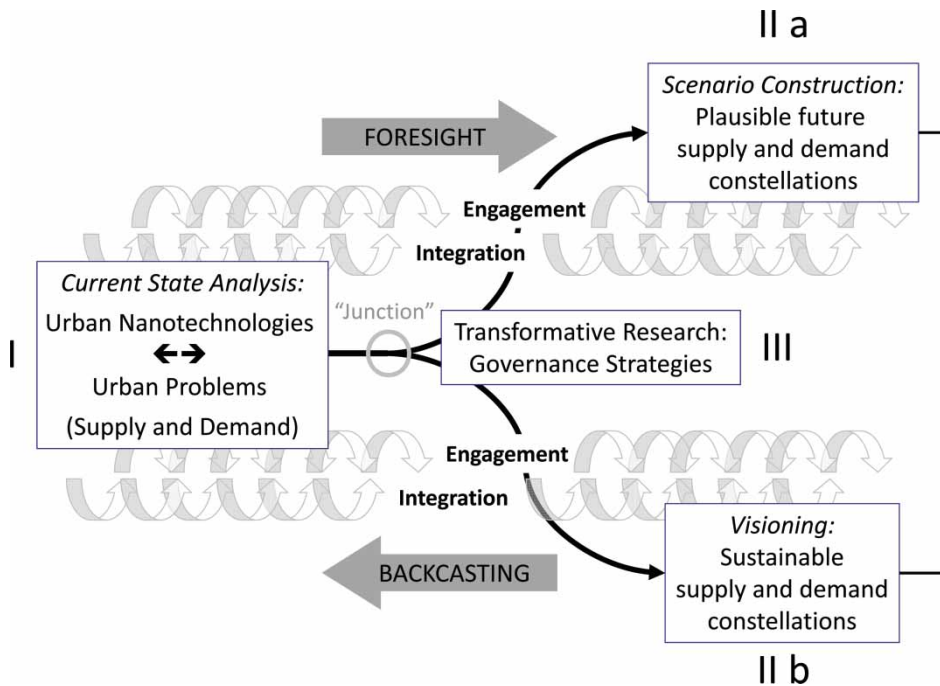 II a
Scenario Construction:
Plausible future
supply and demand
constellations
FORESIGHT
Engagement
Integration
Current State Analysis:
Urban Nanotechnologies
Urban Problems
(Supply and Demand)
I
“Junction”
Transformative Research:
Governance Strategies
III
Engagement
Integration
BACKCASTING
Visioning:
Sustainable
supply and demand
constellations
II b